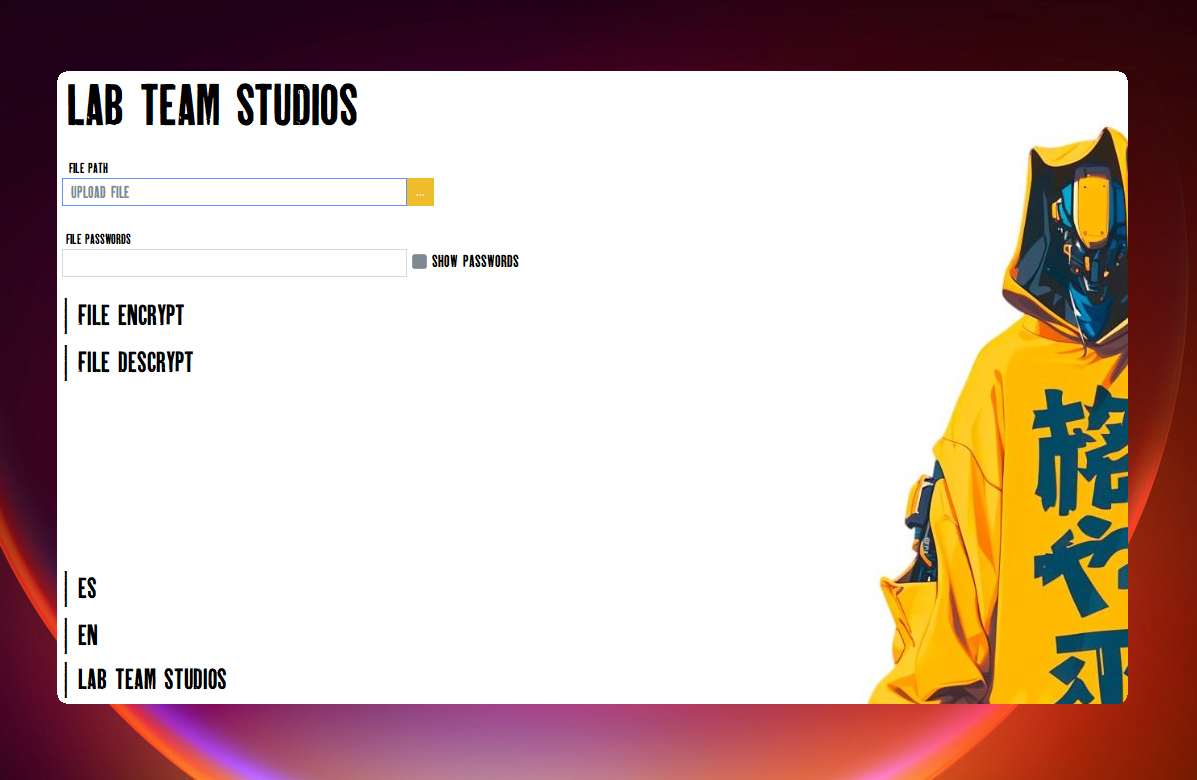 LAB TEAM STUDIOS
FILE PATH
UPLOAD FILE ...
FILE PASSWORDS
SHOW PASSWORDS
FILE ENCRYPT
FILE DESCRYPT
ES
EN
LAB TEAM STUDIOS